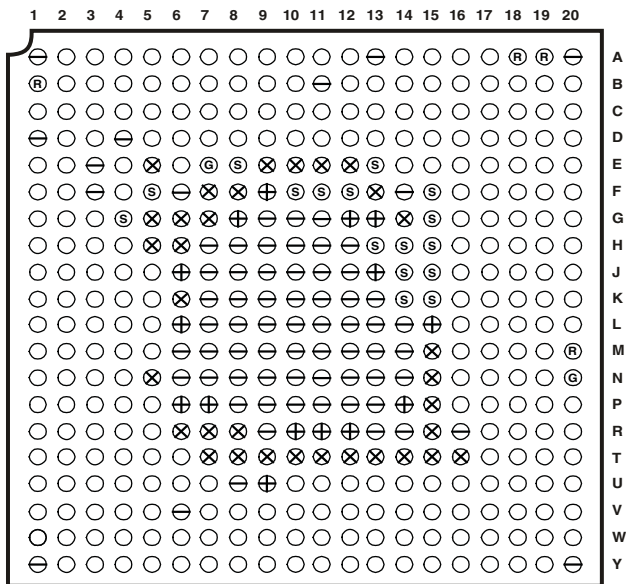 1 2 3 4 5 6 7 8 9 10 11 12 13 14 15 16 17 18 19 20
R R A
R B
C
D
G S S E
S S S S S F
S S G
S S S H
J
S S K
L
R M
G N
P
R
T
U
V
W
Y